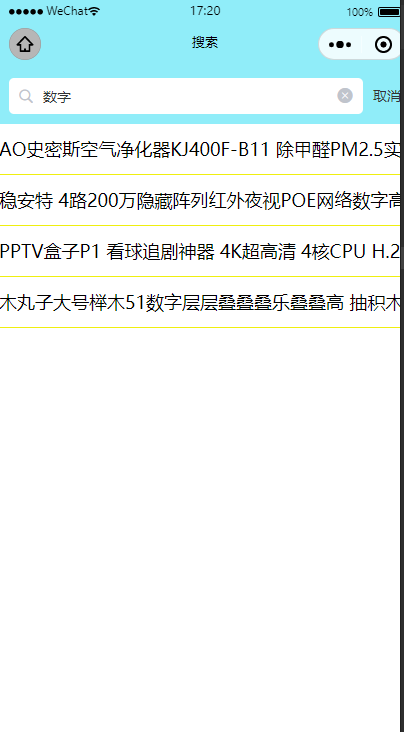 WeChat 17:20 100%
搜索
数字 取消
AO史密斯空气净化器KJ400F-B11 除甲醛PM2.5实
稳安特 4路200万隐藏阵列红外夜视POE网络数字高
PPTV盒子P1 看球追剧神器 4K超高清 4核CPU H.2
木丸子大号榉木51数字层层叠叠叠乐叠叠高 抽积木